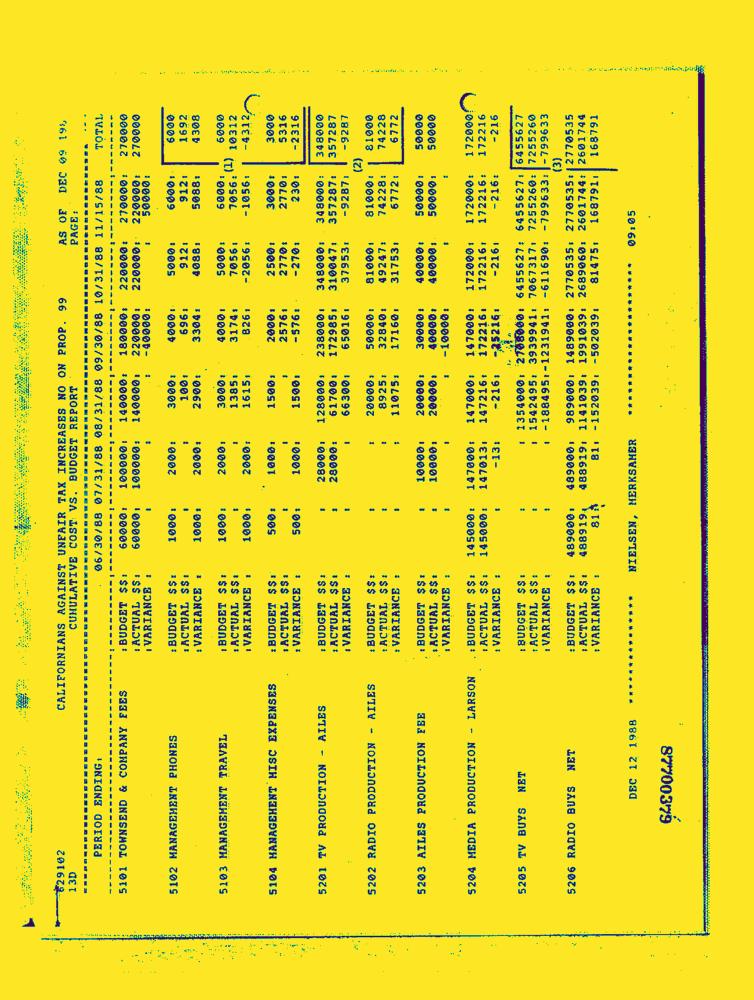 629102 CALIFORNIANS AGAINST UNFAIR TAX INCREASES NO ON PROP. 99 AS OF DEC 09 19
13D CUMULATIVE COST VS. BUDGET REPORT PAGE:
PERIOD ENDING: 06/30/88 07/31/88 08/31/88 09/30/88 10/31/88 11/15/88 TOTAL
5101 TOWNSEND & COMPANY FEES :BUDGET $$: 60000: 100000: 140000: 180000: 220000: 270000: 270000
:ACTUAL $$: 60000: 100000: 140000: 220000: 220000: 220000: 270000
:VARIANCE : : : : -40000: : 50000:
5102 MANAGEMENT PHONES :BUDGET $$: 1000: 2000: 3000: 4000: 5000: 6000: 6000
:ACTUAL $$: : : 100: 696: 912: 912: 1692
:VARIANCE : 1000: 2000: 2900: 3304: 4088: 5088: 4308
5103 MANAGEMENT TRAVEL :BUDGET $$: 1000: 2000: 3000: 4000: 5000: 6000: 6000
:ACTUAL $$: : : 1385: 3174: 7056: 7056: 10312
:VARIANCE : 1000: 2000: 1615: 826: -2056: -1056: (1) -4312
5104 MANAGEMENT MISC EXPENSES :BUDGET $$: 500: 1000: 1500: 2000: 2500: 3000: 3000
:ACTUAL $$: : : : 2576: 2770: 2770: 5316
:VARIANCE : 500: 1000: 1500: -576: -270: 230: -2316
5201 TV PRODUCTION - AILES :BUDGET $$: : 28000: 128000: 238000: 348000: 348000: 348000
:ACTUAL $$: : 28000: 61700: 172985: 310047: 357287: 357287
:VARIANCE : : : 66300: 65016: 37953: -9287: -9287
(2)
5202 RADIO PRODUCTION - AILES :BUDGET $$: : : 20000: 50000: 81000: 81000: 81000
:ACTUAL $$: : : 8925: 32840: 49247: 74228: 74228
:VARIANCE : : : 11075: 17160: 31753: 6772: 6772
5203 AILES PRODUCTION FEE :BUDGET $$: : 10000: 20000: 40000: 40000: 50000: 50000
:ACTUAL $$: : 10000: 20000: 40000: 40000: 50000: 50000
:VARIANCE : : : : -10000: : :
5204 MEDIA PRODUCTION - LARSON :BUDGET $$: 145000: 147000: 147000: 147000: 172000: 172000: 172000
:ACTUAL $$: 145000: 147013: 147216: 172216: 172216: 172216: 172216
:VARIANCE : : -13: -216: -25216: -216: -216: -216
5205 TV BUYS NET :BUDGET $$: : : 1354000: 2708000: 6455627: 6455627: 6455627
:ACTUAL $$: : : 1542495: 3939941: 7067317: 7255260: 7255260
:VARIANCE : : : -188495:-1231941: -611690: -799633: -799633
(3)
5206 RADIO BUYS NET :BUDGET $$: 489000: 489000: 989000: 1489000: 2770535: 2770535: 2770535
:ACTUAL $$: 488919: 488919: 1141039: 1991039: 2689060: 2601744: 2601744
:VARIANCE : 81: 81: -152039: -502039: 81475: 168791: 168791
DEC 12 1988 *************** NIELSEN, MERKSAMER *************** 09:05
87700379